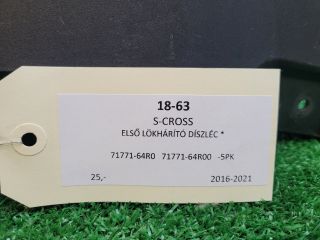 18-63
S-CROSS
ELSŐ LÖKHÁRÍTÓ DÍSZLÉC *
71771-64R0 71771-64R00 -5PK
25,- 2016-2021